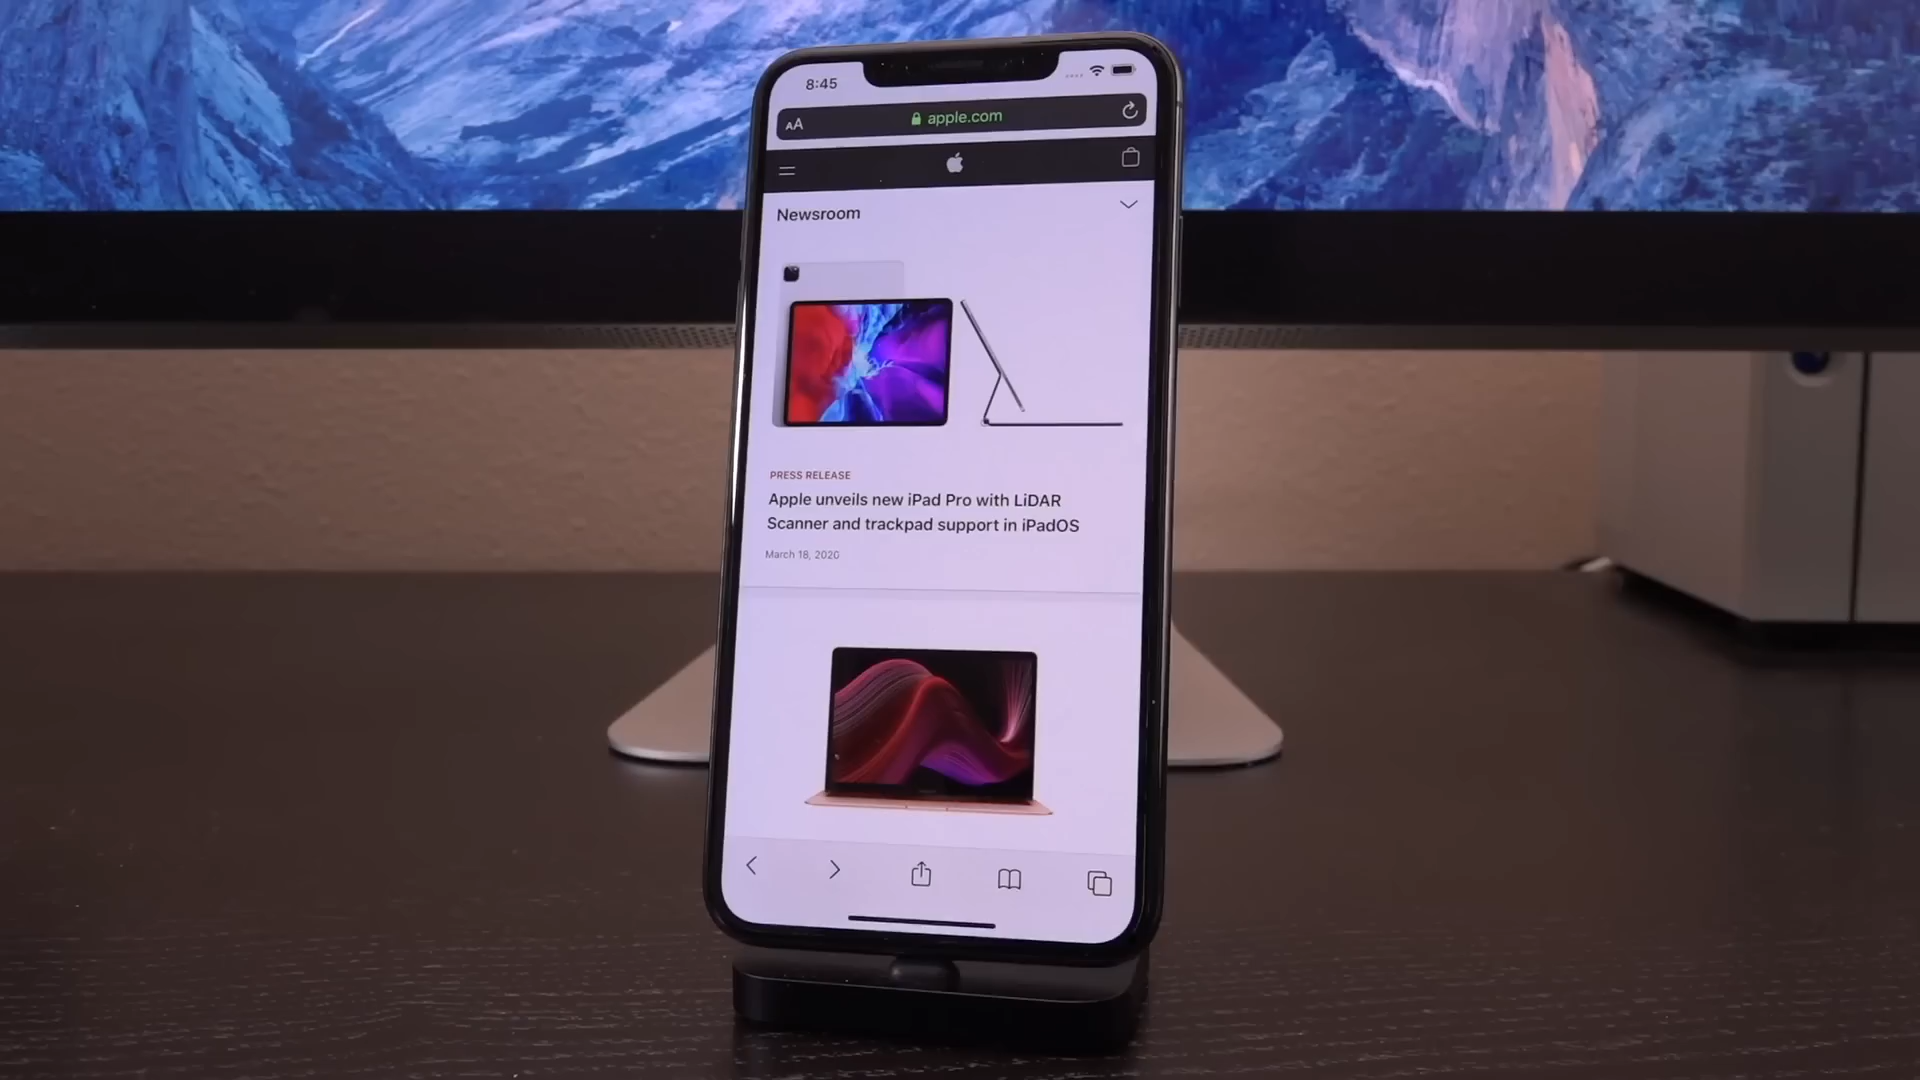 8:45
AA apple.com
Newsroom
PRESS RELEASE
Apple unveils new iPad Pro with LiDAR
Scanner and trackpad support in iPadOS
March 18, 2020